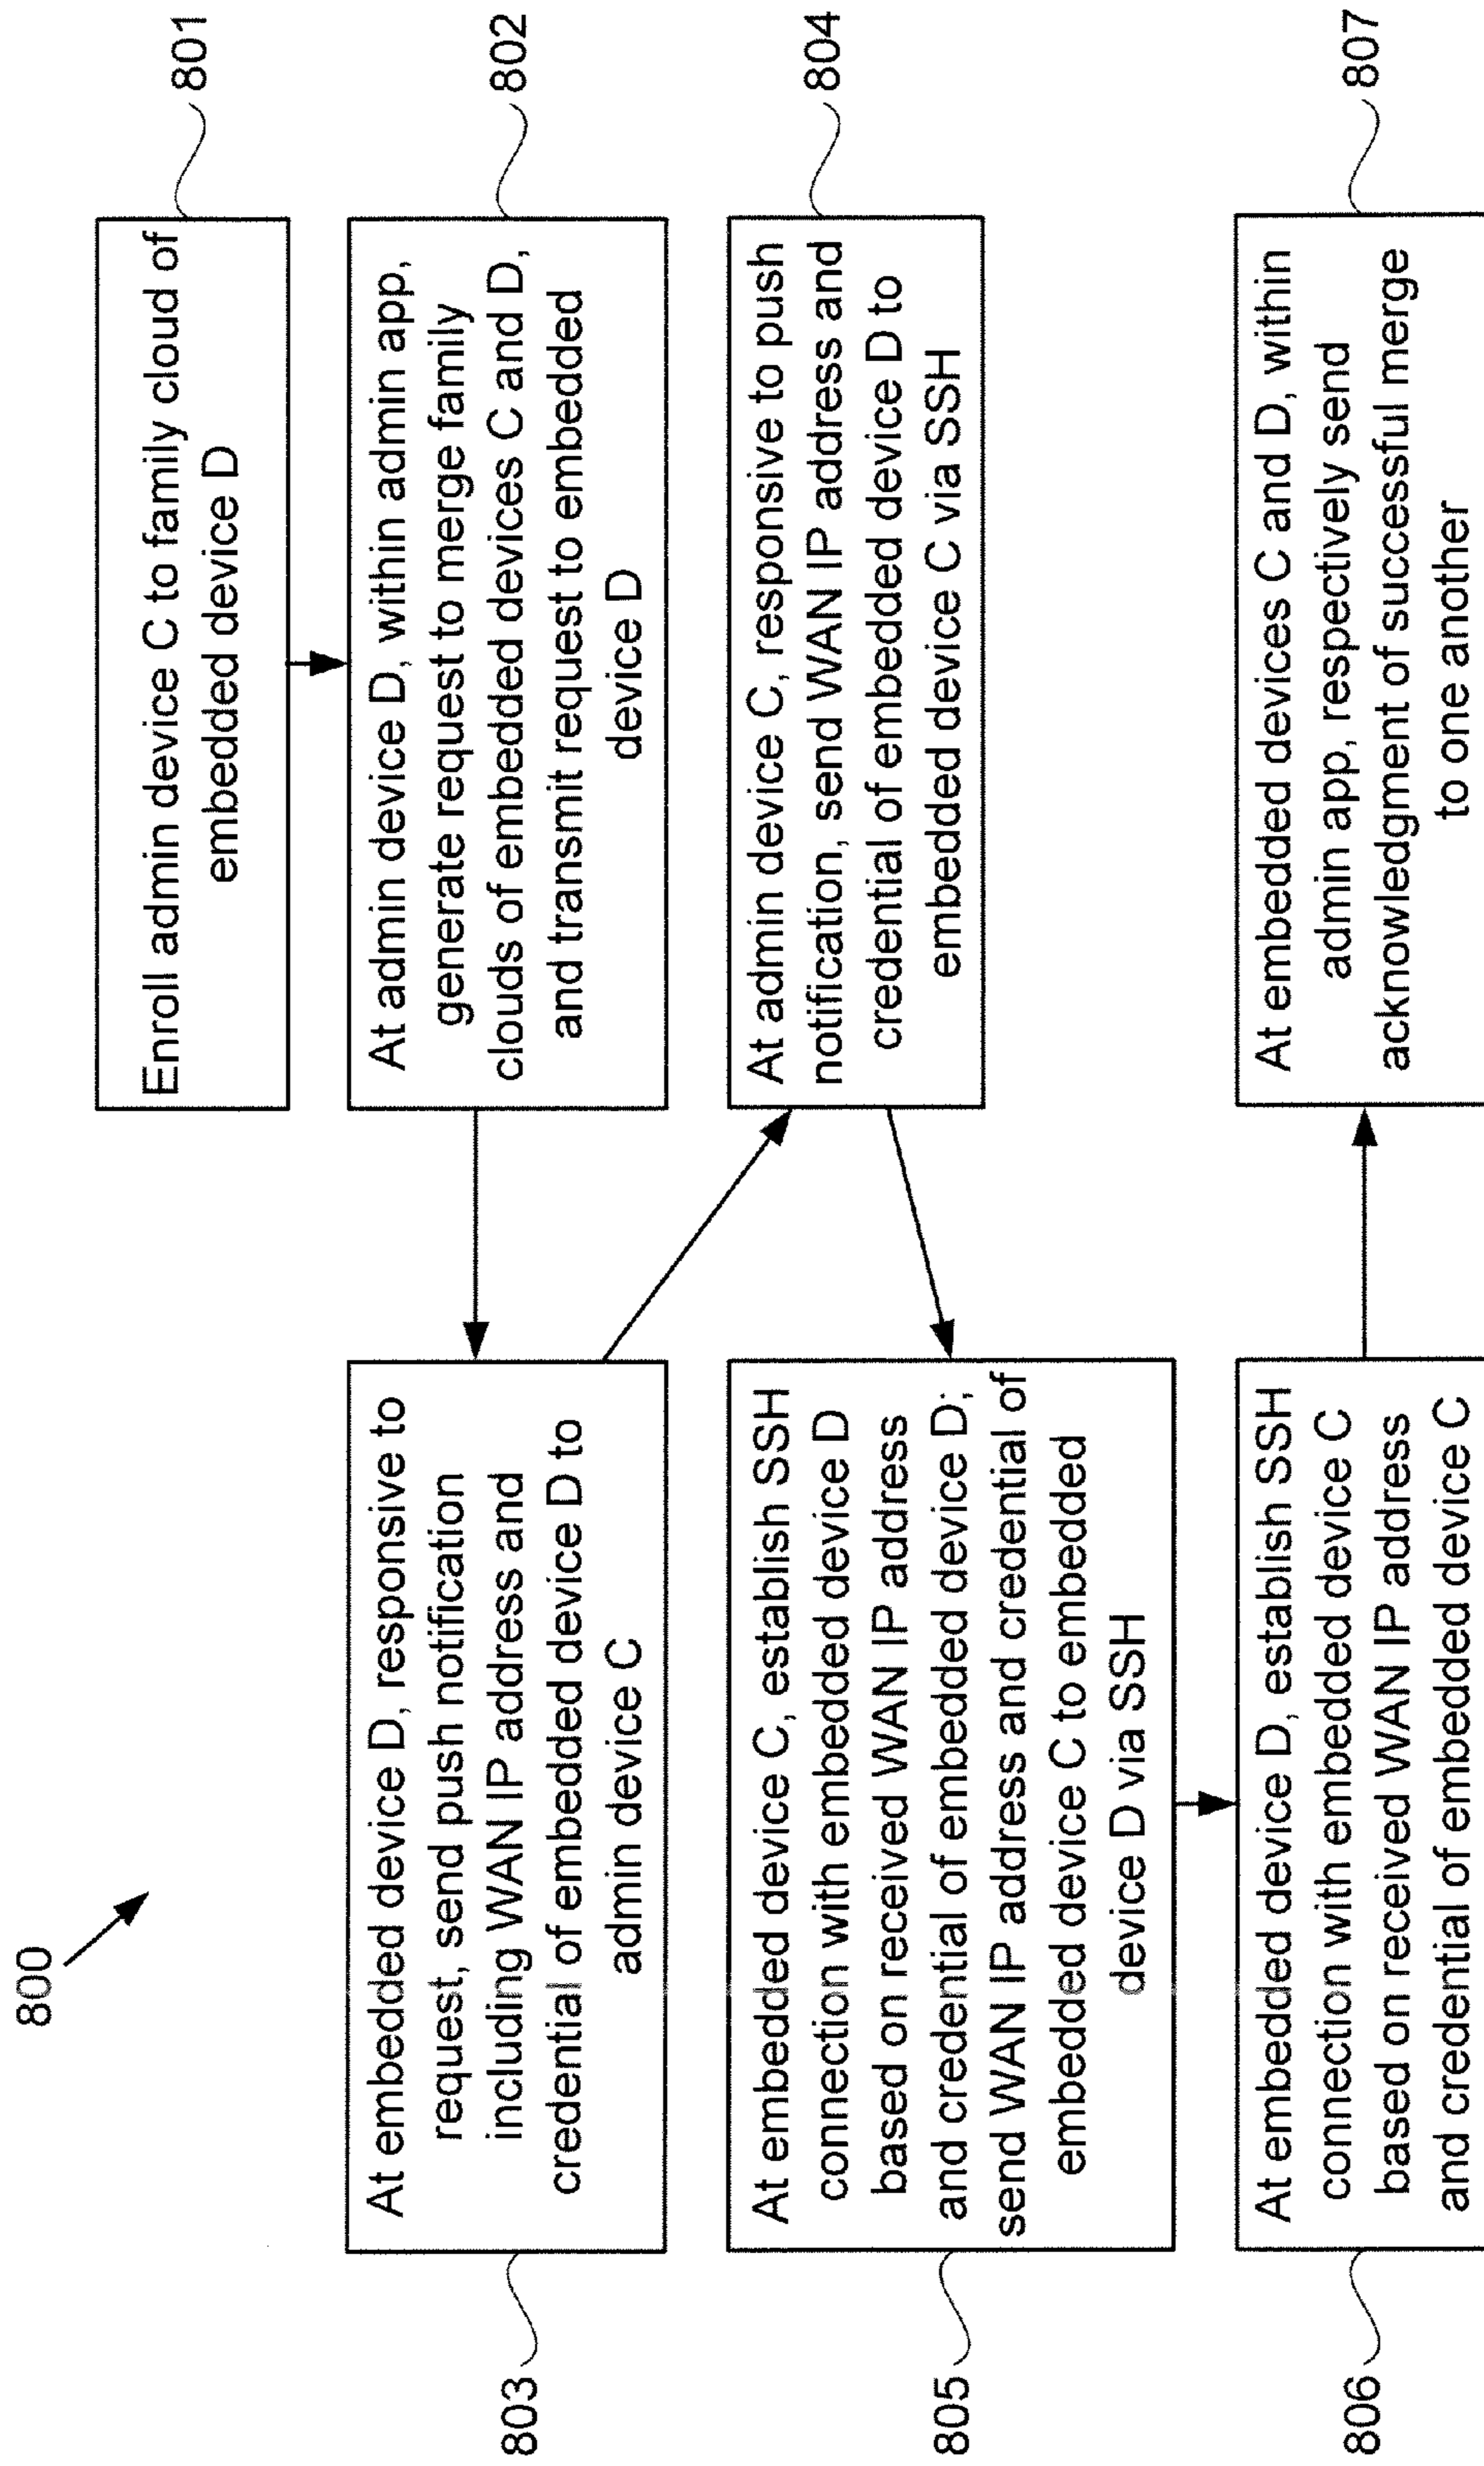 800
Enroll admin device C to family cloud of
embedded device D
801
At admin device D, within admin app,
generate request to merge family
clouds of embedded devices C and D,
and transmit request to embedded
device D
802
At embedded device D, responsive to
request, send push notification
including WAN IP address and
credential of embedded device D to
admin device C
803
At admin device C, responsive to push
notification, send WAN IP address and
credential of embedded device D to
embedded device C via SSH
804
At embedded device C, establish SSH
connection with embedded device D
based on received WAN IP address
and credential of embedded device D;
send WAN IP address and credential of
embedded device C to embedded
device D via SSH
805
At embedded device D, establish SSH
connection with embedded device C
based on received WAN IP address
and credential of embedded device C
806
At embedded devices C and D, within
admin app, respectively send
acknowledgment of successful merge
to one another
807